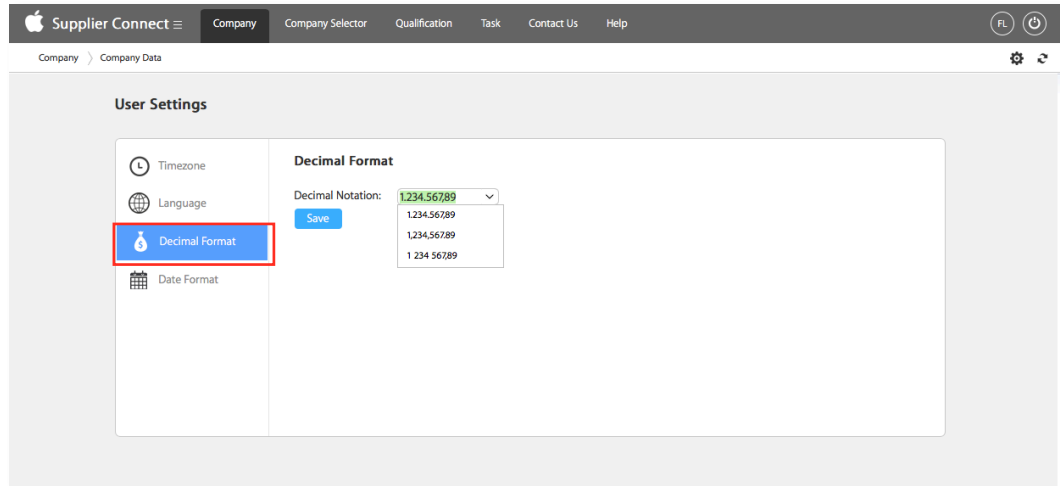 Supplier Connect Company Company Selector Qualification Task Contact Us Help FL
Company Company Data
User Settings
Timezone
Language
Decimal Format
Date Format
Decimal Format
Decimal Notation: 1.234.567,89
Save
1.234.567,89
1,234,567.89
1 234 567,89